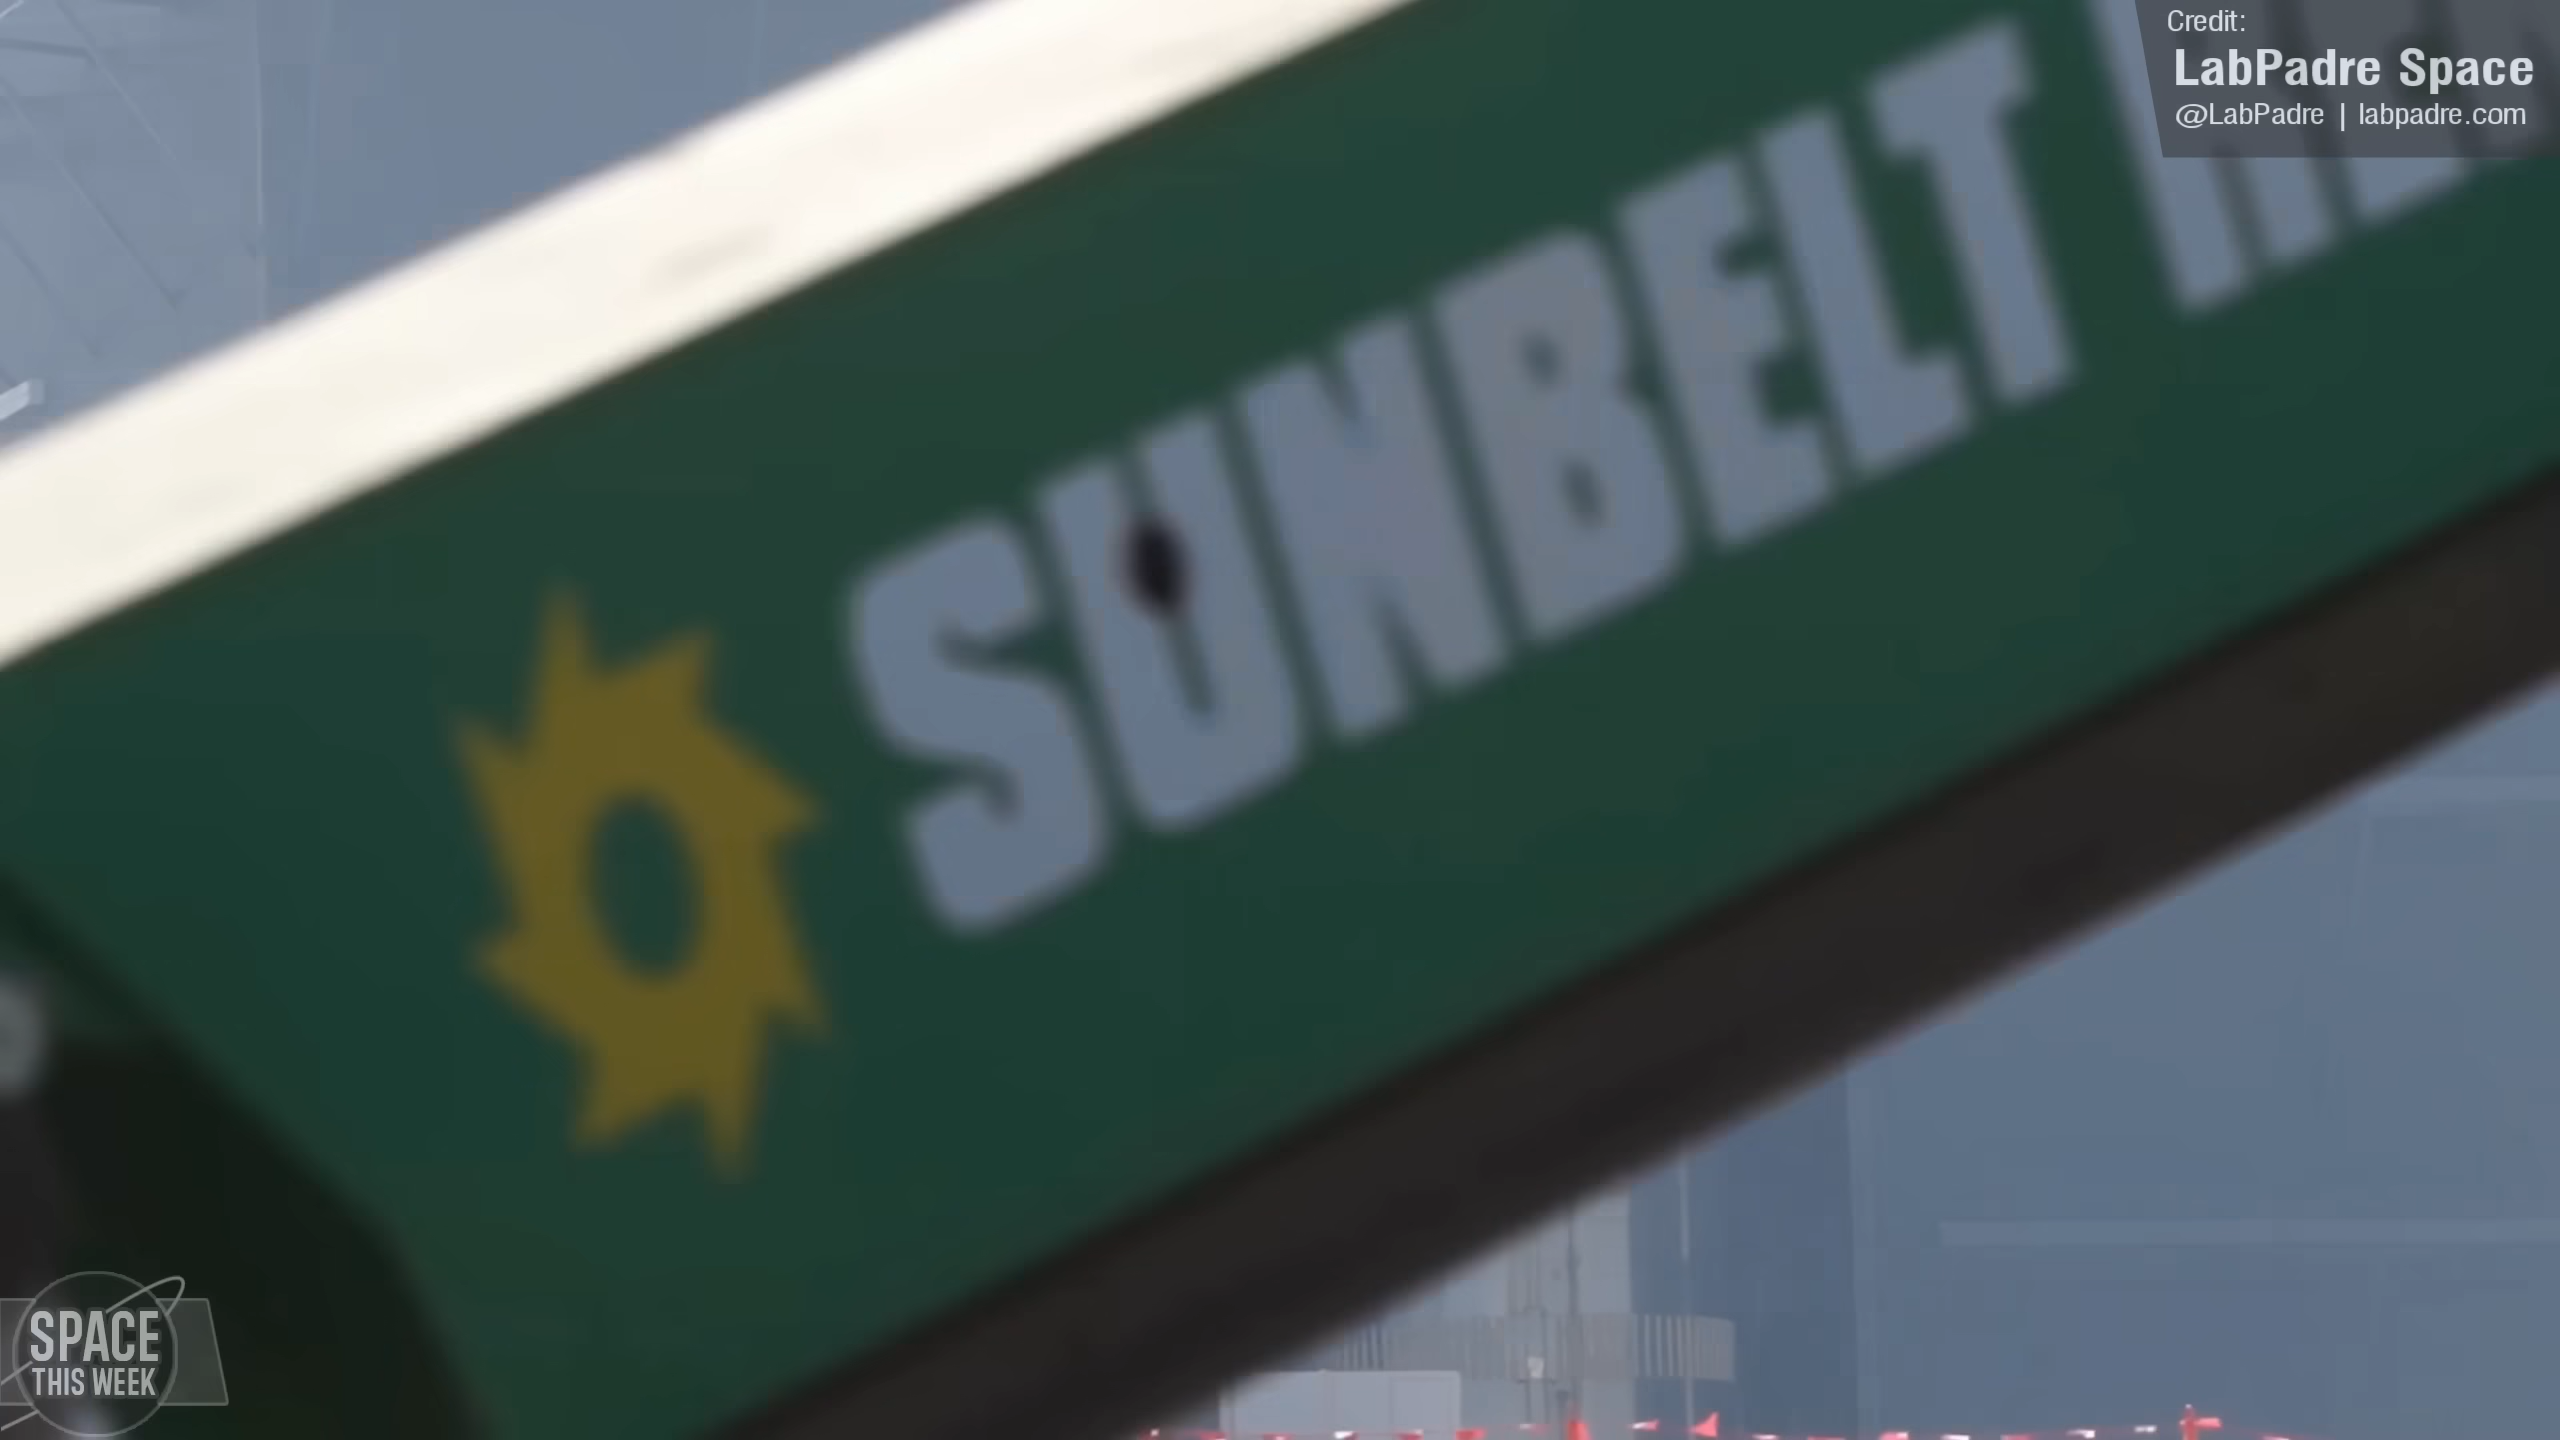 Credit:
LabPadre Space
@LabPadre | labpadre.com
SUNBELT
SPACE
THIS WEEK